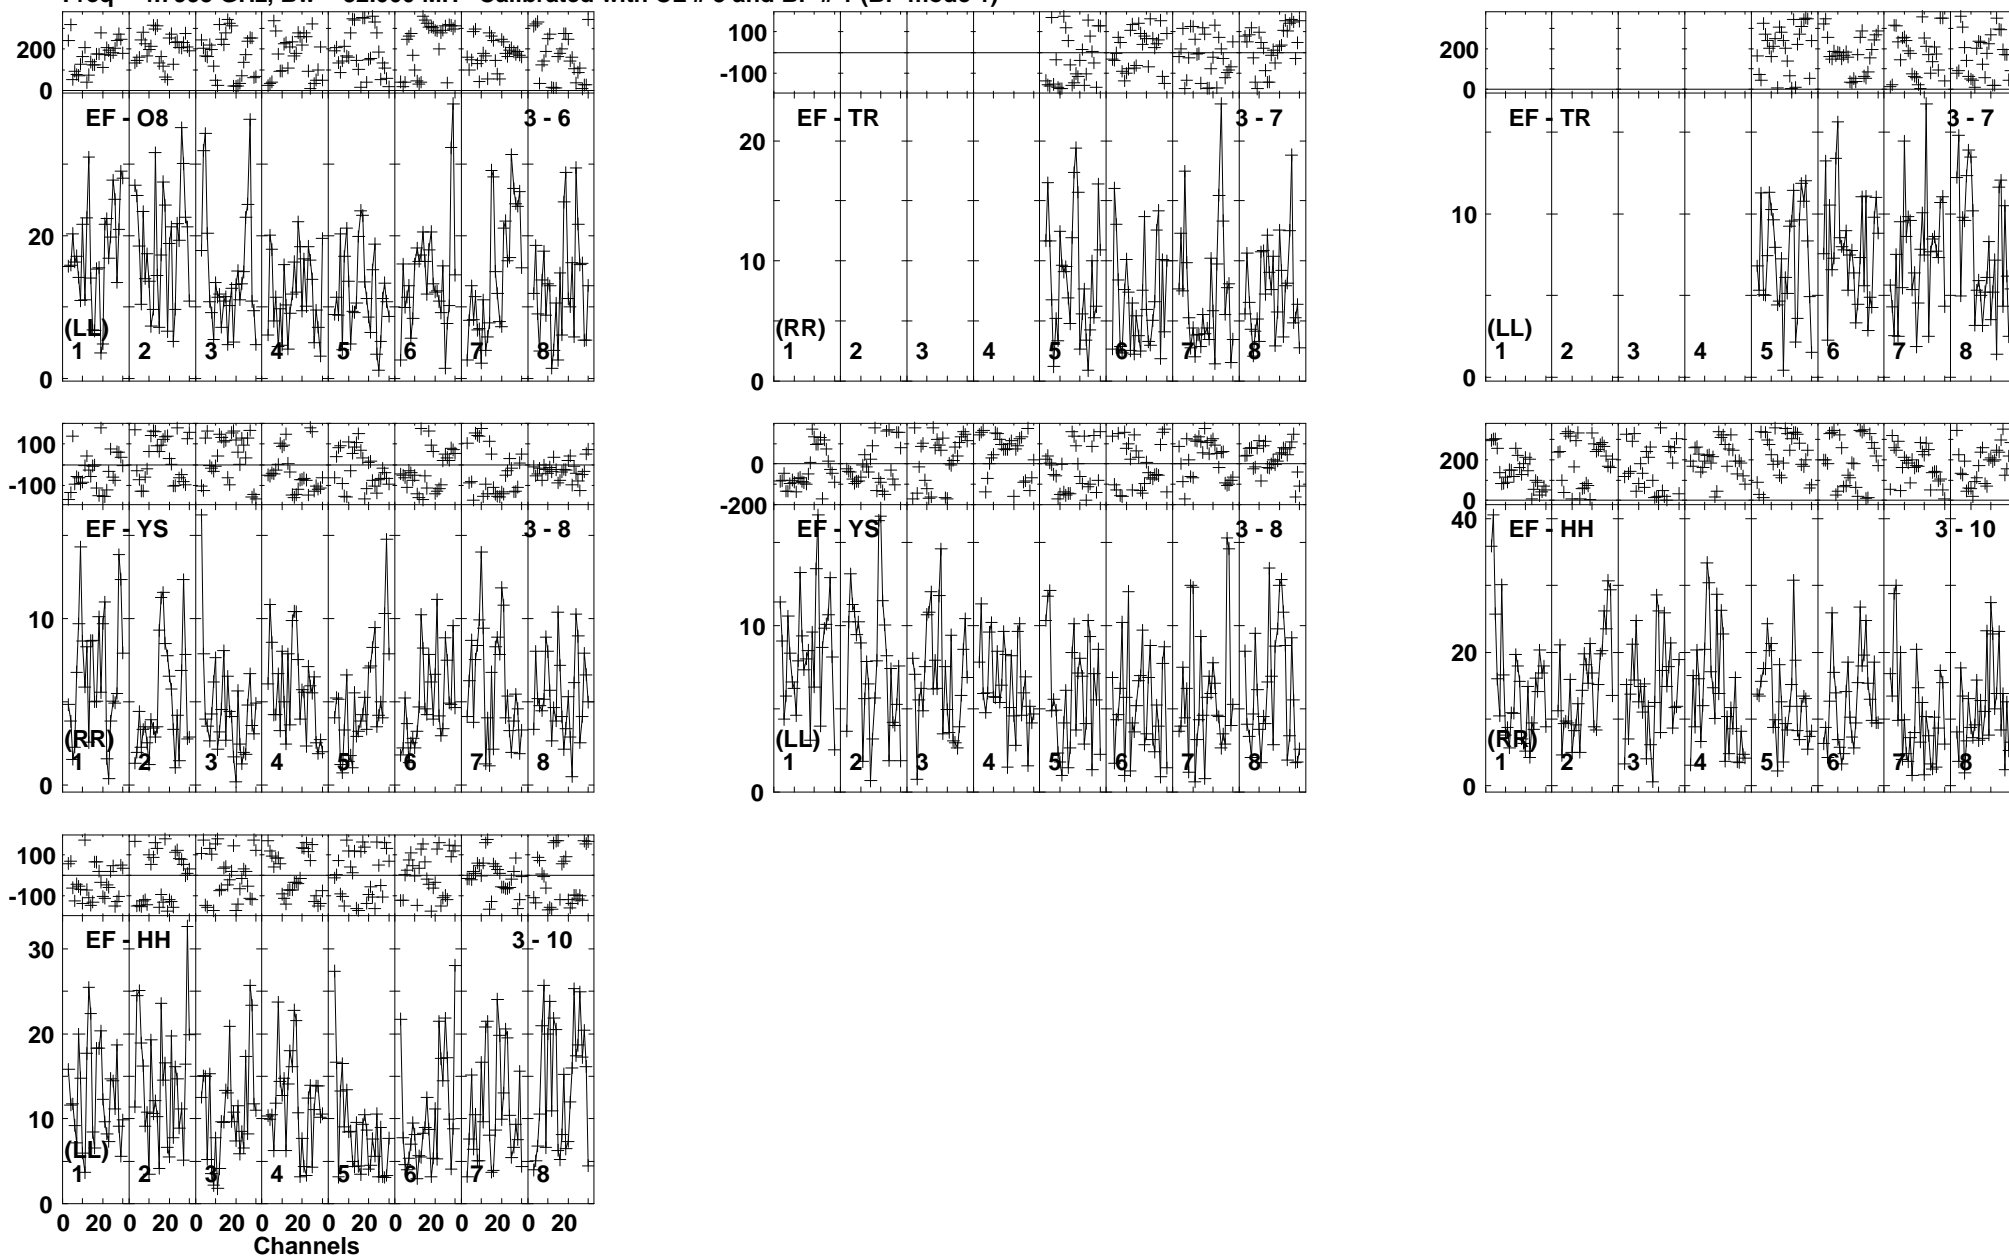 200 0
EF - O8 3 - 6
20
(LL)
1 2 3 4 5 6 7 8
0
100 -100
EF - TR 3 - 7
20
10
(RR)
1 2 3 4 5 6 7 8
0
200 0
EF - TR 3 - 7
10
(LL)
1 2 3 4 5 6 7 8
0
100 -100
EF - YS 3 - 8
10
(RR)
1 2 3 4 5 6 7 8
0
0 -200
EF - YS 3 - 8
10
(LL)
1 2 3 4 5 6 7 8
0
200 0
40
EF - HH 3 - 10
20
(RR)
1 2 3 4 5 6 7 8
0
100 -100
EF - HH 3 - 10
30
20
10
(LL)
1 2 3 4 5 6 7 8
0
0 20 0 20 0 20 0 20 0 20 0 20 0 20 0 20
Channels